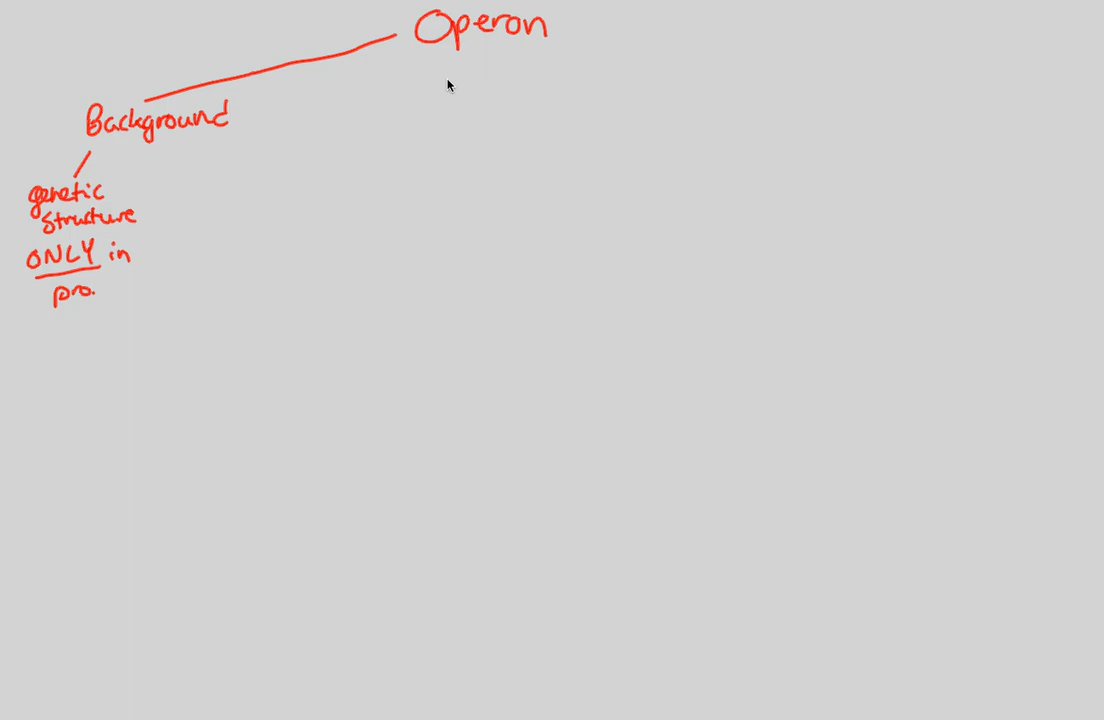 Operon
Background
genetic
structure
ONLY in
pro.